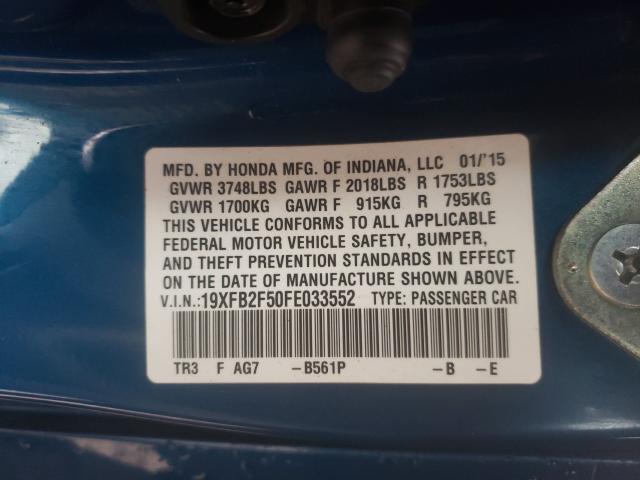 MFD. BY HONDA MFG. OF INDIANA, LLC 01/'15
GVWR 3748LBS GAWR F 2018LBS R 1753LBS
GVWR 1700KG GAWR F 915KG R 795KG
THIS VEHICLE CONFORMS TO ALL APPLICABLE
FEDERAL MOTOR VEHICLE SAFETY, BUMPER,
AND THEFT PREVENTION STANDARDS IN EFFECT
ON THE DATE OF MANUFACTURE SHOWN ABOVE.
V.I.N.:19XFB2F50FE033552 TYPE: PASSENGER CAR
TR3 F AG7 -B561P -B -E